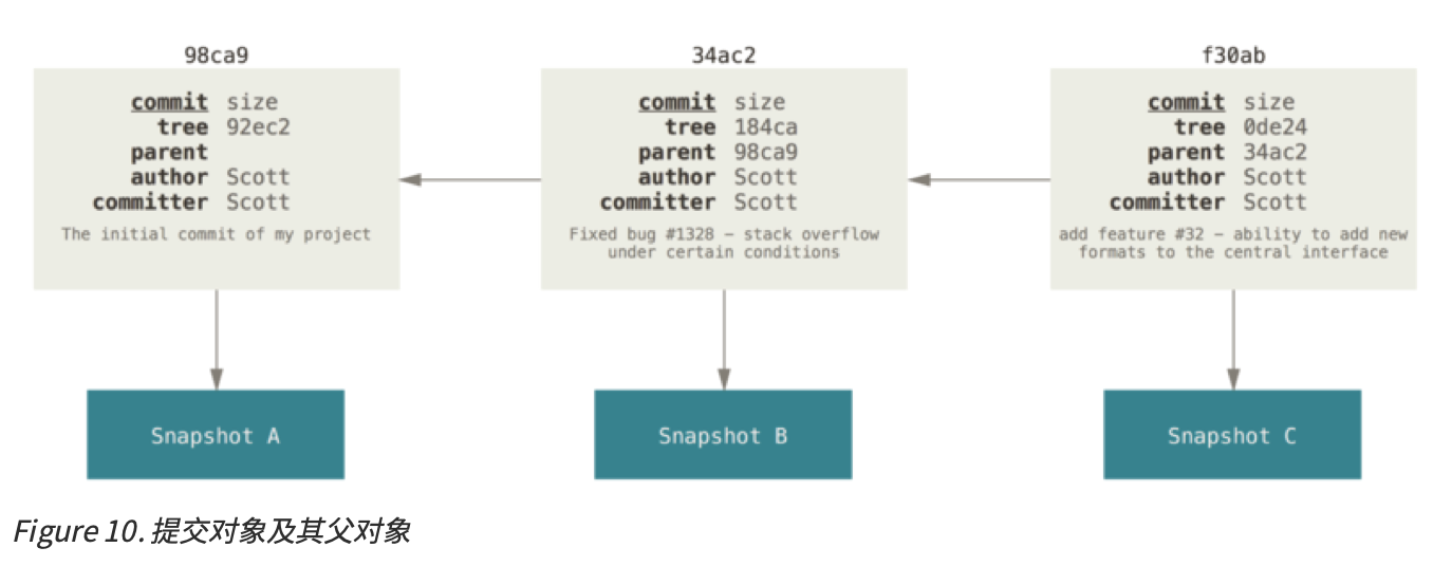 98ca9
commit size
tree 92ec2
parent
author Scott
committer Scott
The initial commit of my project
Snapshot A
34ac2
commit size
tree 184ca
parent 98ca9
author Scott
committer Scott
Fixed bug #1328 – stack overflow
under certain conditions
Snapshot B
f30ab
commit size
tree 0de24
parent 34ac2
author Scott
committer Scott
add feature #32 – ability to add new
formats to the central interface
Snapshot C
Figure 10. 提交对象及其父对象